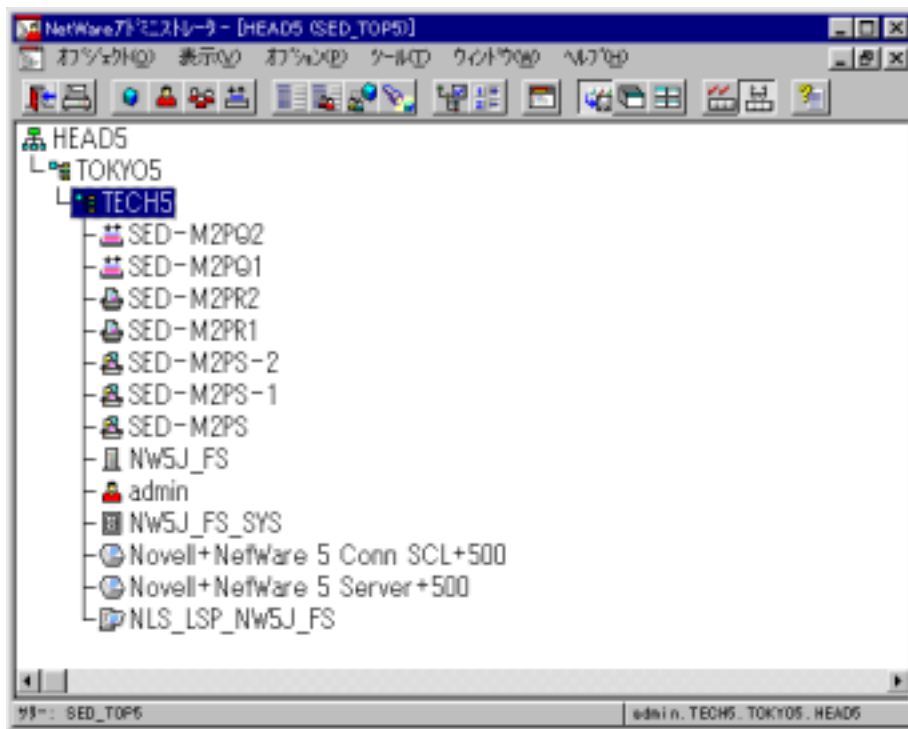 NetWareｱﾄﾞﾐﾆｽﾄﾚｰﾀｰ - [HEAD5 (SED_TOP5)]
ｵﾌﾞｼﾞｪｸﾄ(O) 表示(V) ｵﾌﾟｼｮﾝ(P) ﾂｰﾙ(T) ｳｨﾝﾄﾞｳ(W) ﾍﾙﾌﾟ(H)
HEAD5
TOKYO5
TECH5
SED-M2PQ2
SED-M2PQ1
SED-M2PR2
SED-M2PR1
SED-M2PS-2
SED-M2PS-1
SED-M2PS
NW5J_FS
admin
NW5J_FS_SYS
Novell+NetWare 5 Conn SCL+500
Novell+NetWare 5 Server+500
NLS_LSP_NW5J_FS
ﾂﾘｰ: SED_TOP5
admin.TECH5.TOKYO5.HEAD5